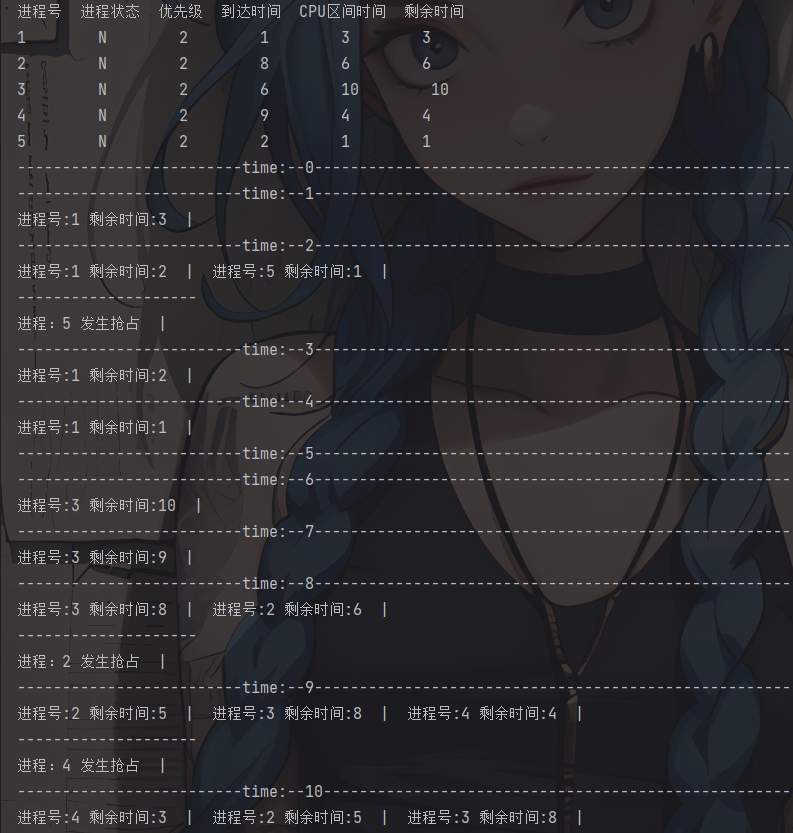 进程号  进程状态  优先级  到达时间  CPU区间时间  剩余时间
1        N        2        1        3        3
2        N        2        8        6        6
3        N        2        6        10        10
4        N        2        9        4        4
5        N        2        2        1        1
-------------------------time:--0----------------------------------------------------
-------------------------time:--1----------------------------------------------------
进程号:1 剩余时间:3  |
-------------------------time:--2----------------------------------------------------
进程号:1 剩余时间:2  |  进程号:5 剩余时间:1  |
--------------------
进程：5 发生抢占  |
-------------------------time:--3----------------------------------------------------
进程号:1 剩余时间:2  |
-------------------------time:--4----------------------------------------------------
进程号:1 剩余时间:1  |
-------------------------time:--5----------------------------------------------------
-------------------------time:--6----------------------------------------------------
进程号:3 剩余时间:10  |
-------------------------time:--7----------------------------------------------------
进程号:3 剩余时间:9  |
-------------------------time:--8----------------------------------------------------
进程号:3 剩余时间:8  |  进程号:2 剩余时间:6  |
--------------------
进程：2 发生抢占  |
-------------------------time:--9----------------------------------------------------
进程号:2 剩余时间:5  |  进程号:3 剩余时间:8  |  进程号:4 剩余时间:4  |
--------------------
进程：4 发生抢占  |
-------------------------time:--10---------------------------------------------------
进程号:4 剩余时间:3  |  进程号:2 剩余时间:5  |  进程号:3 剩余时间:8  |